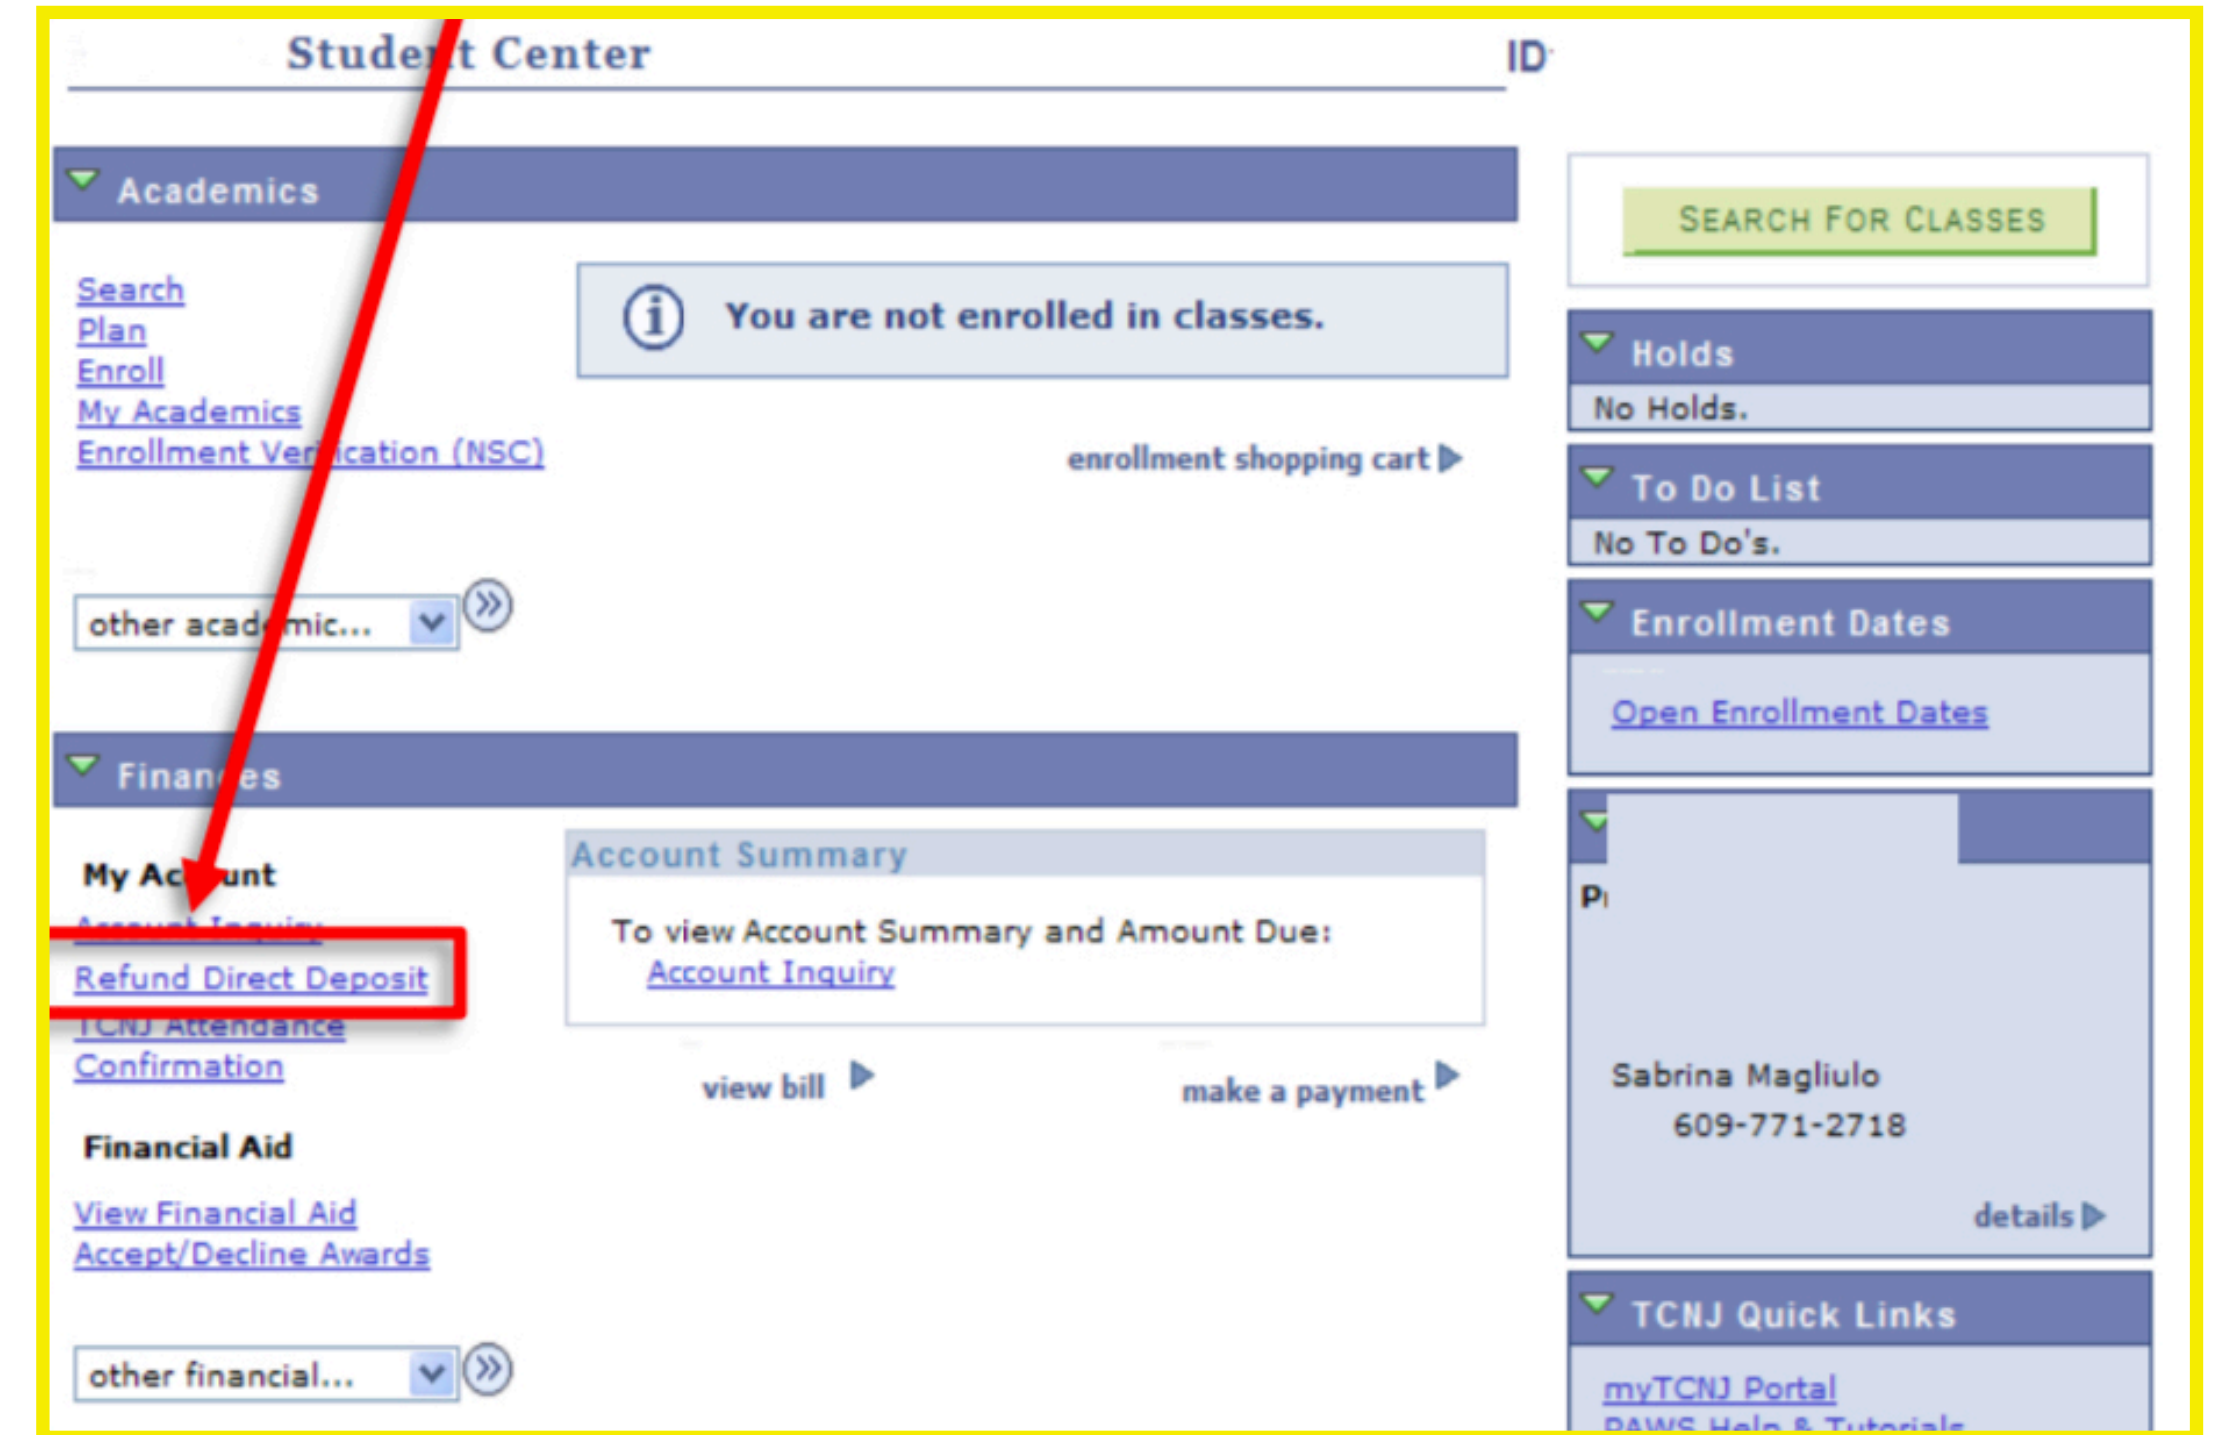 Student Center
ID
Academics
Search
Plan
Enroll
My Academics
Enrollment Verification (NSC)
You are not enrolled in classes.
enrollment shopping cart
other academic...
Finances
My Account
Account Inquiry
Refund Direct Deposit
TCNJ Attendance
Confirmation
Account Summary
To view Account Summary and Amount Due:
Account Inquiry
view bill
make a payment
Financial Aid
View Financial Aid
Accept/Decline Awards
other financial...
SEARCH FOR CLASSES
Holds
No Holds.
To Do List
No To Do's.
Enrollment Dates
Open Enrollment Dates
Sabrina Magliulo
609-771-2718
details
TCNJ Quick Links
myTCNJ Portal
PAWS Help & Tutorials